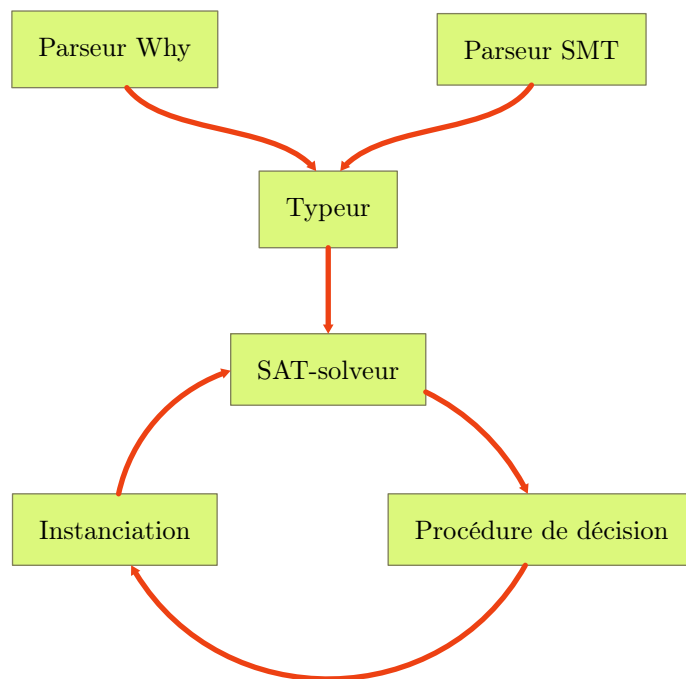 Parseur Why
Parseur SMT
Typeur
SAT-solveur
Instanciation
Procédure de décision